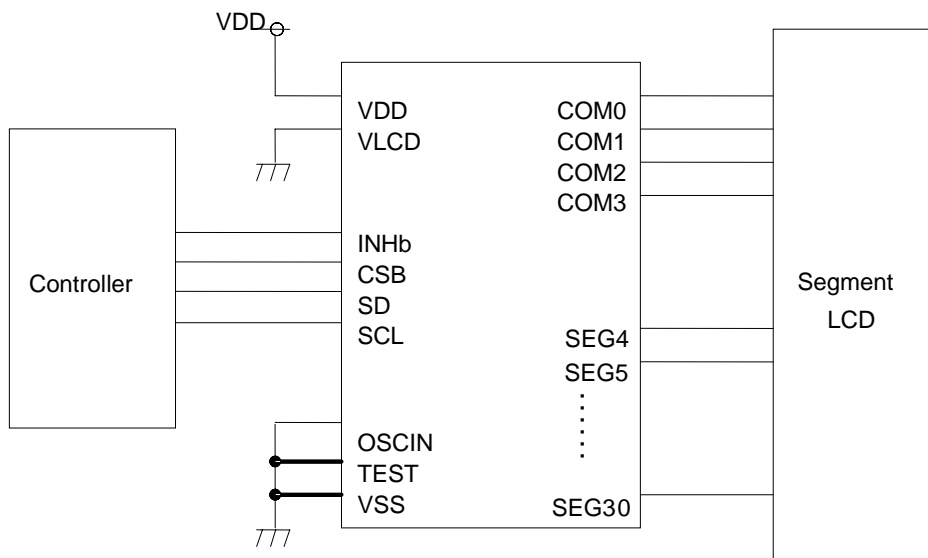 VDD
VDD
VLCD
INHb
CSB
SD
SCL
OSCIN
TEST
VSS
COM0
COM1
COM2
COM3
SEG4
SEG5
SEG30
Controller
Segment
LCD